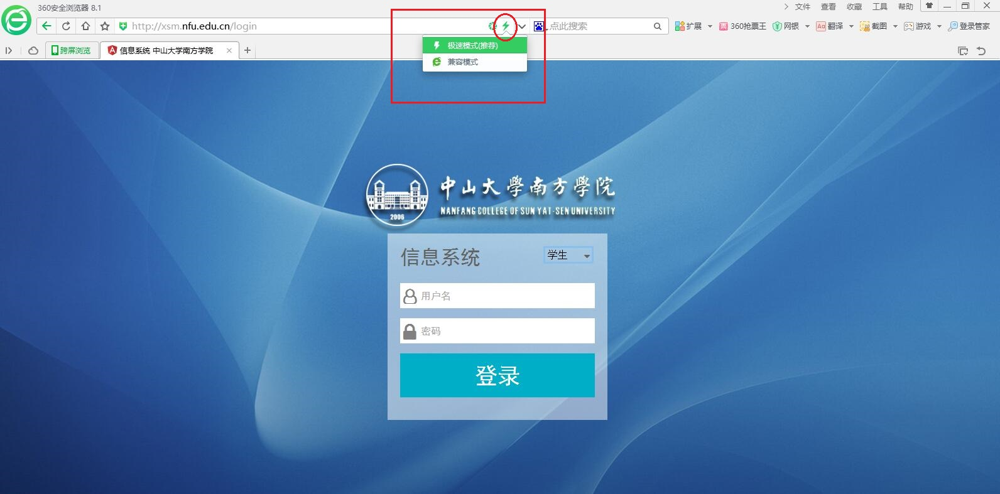 360安全浏览器 8.1
文件 查看 收藏 工具 帮助
http://xsm.nfu.edu.cn/login
点此搜索
扩展 360抢票王 网银 翻译 截图 游戏 登录管家
跨屏浏览 信息系统 中山大学南方学院
极速模式(推荐)
兼容模式
中山大學南方學院
NANFANG COLLEGE OF SUN YAT-SEN UNIVERSITY
2006
信息系统 学生
用户名
密码
登录